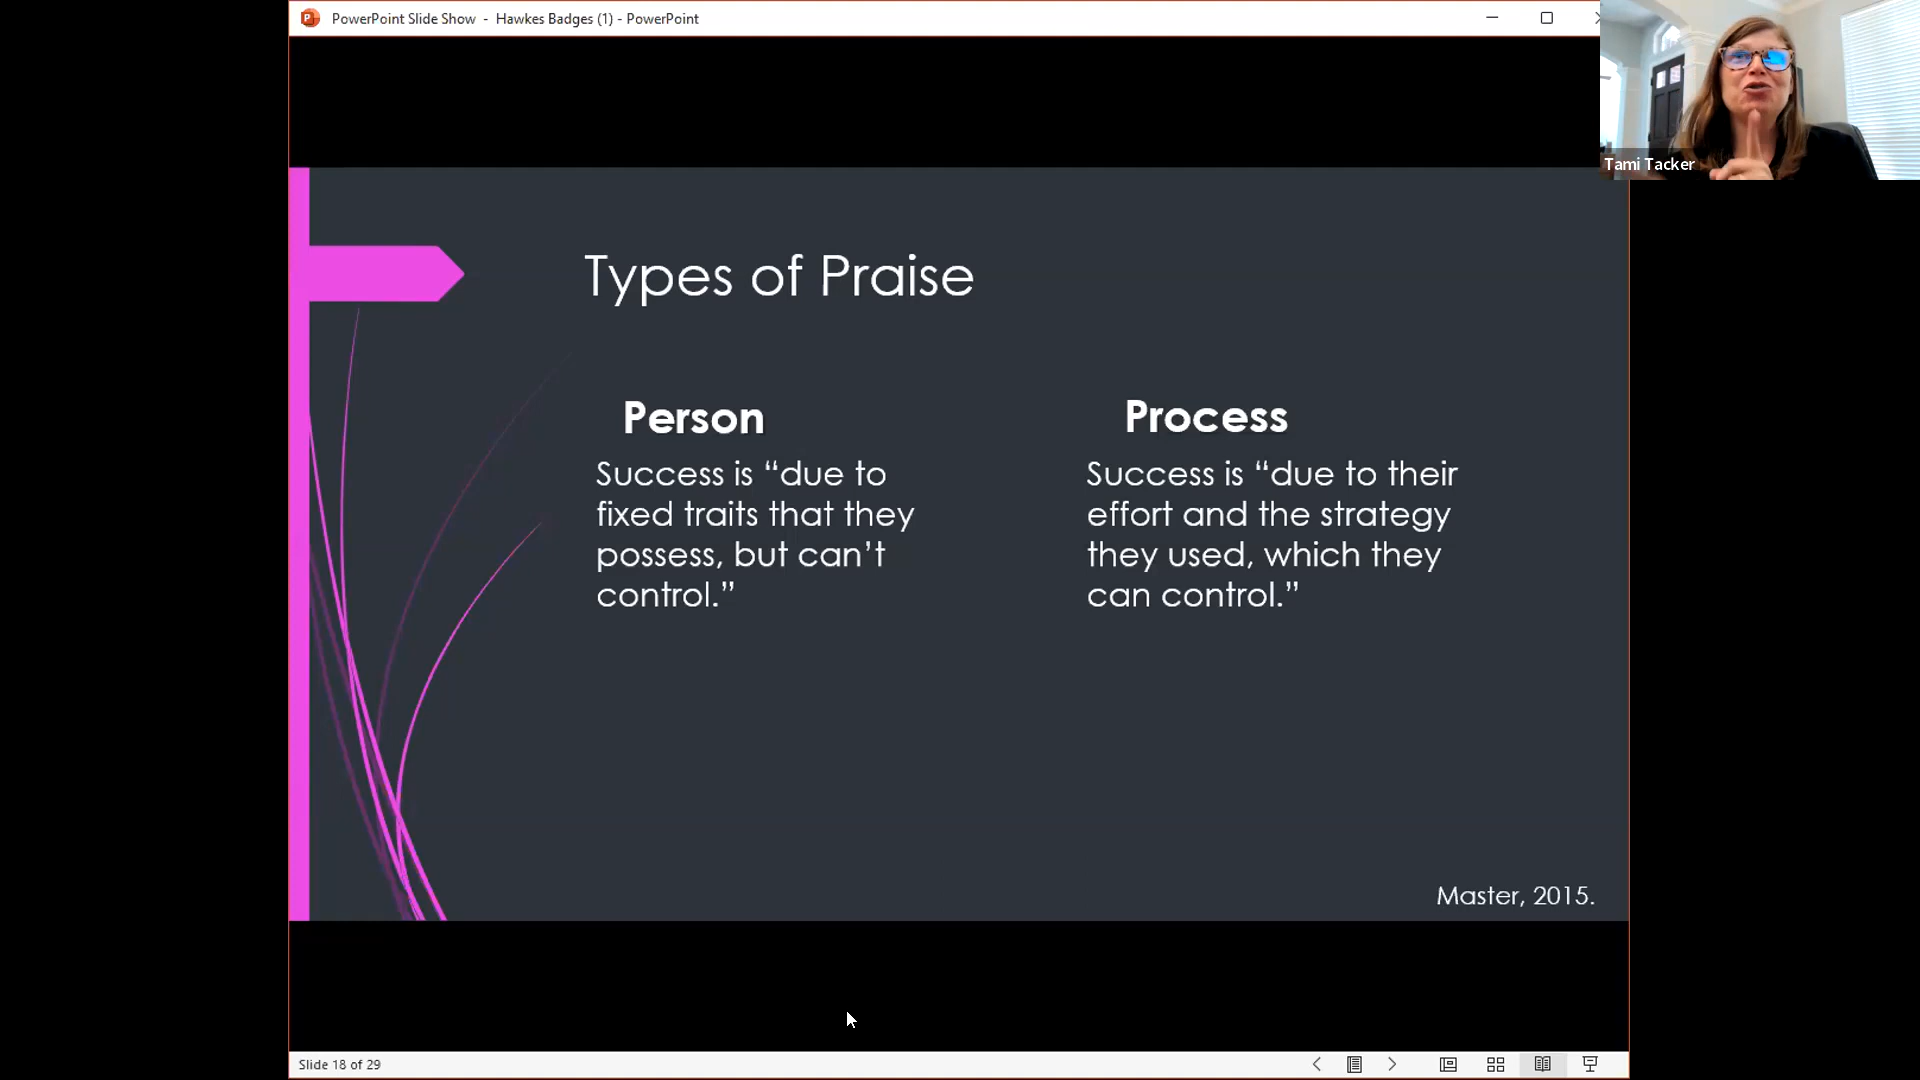 PowerPoint Slide Show - Hawkes Badges (1) - PowerPoint
Tami Tacker
Types of Praise
Person
Success is “due to
fixed traits that they
possess, but can’t
control.”
Process
Success is “due to their
effort and the strategy
they used, which they
can control.”
Master, 2015.
Slide 18 of 29